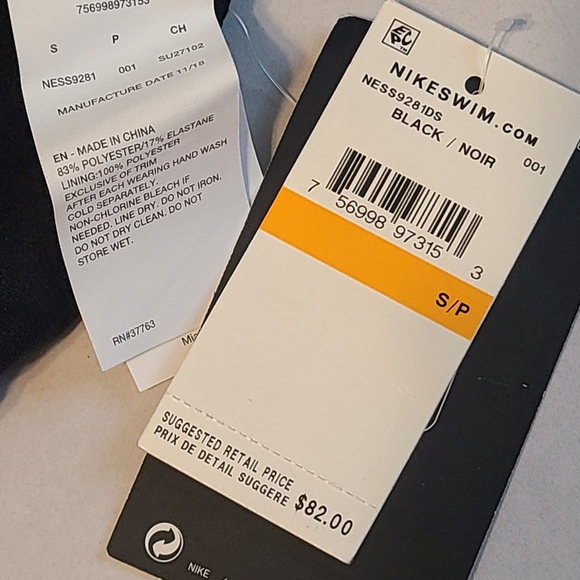 756998973153
S P CH
SU27102
NESS9281 001
MANUFACTURE DATE 11/18
EN - MADE IN CHINA
83% POLYESTER/17% ELASTANE
LINING:100% POLYESTER
EXCLUSIVE OF TRIM
AFTER EACH WEARING HAND WASH
COLD SEPARATELY.
NON-CHLORINE BLEACH IF
NEEDED. LINE DRY. DO NOT IRON.
DO NOT DRY CLEAN. DO NOT
STORE WET.
RN#37763
EPC™
NIKESWIM.COM
NESS9281DS
BLACK / NOIR 001
7 56998 97315 3
S/P
SUGGESTED RETAIL PRICE
PRIX DE DETAIL SUGGERE $82.00
NIKE